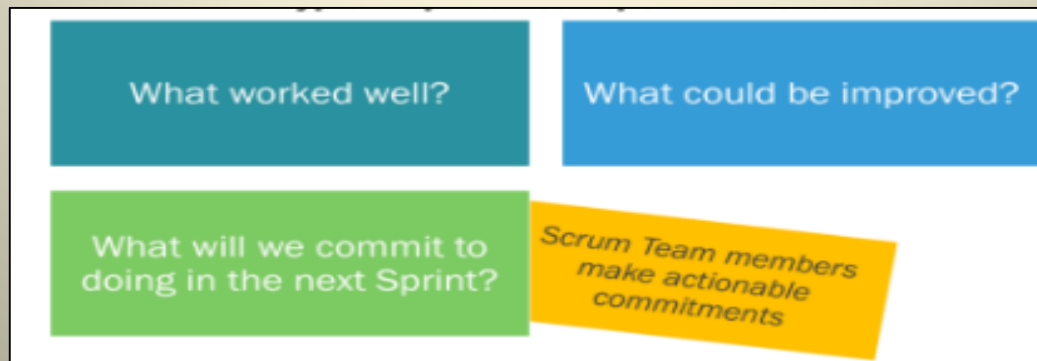 What worked well?
What could be improved?
What will we commit to
doing in the next Sprint?
Scrum Team members
make actionable
commitments